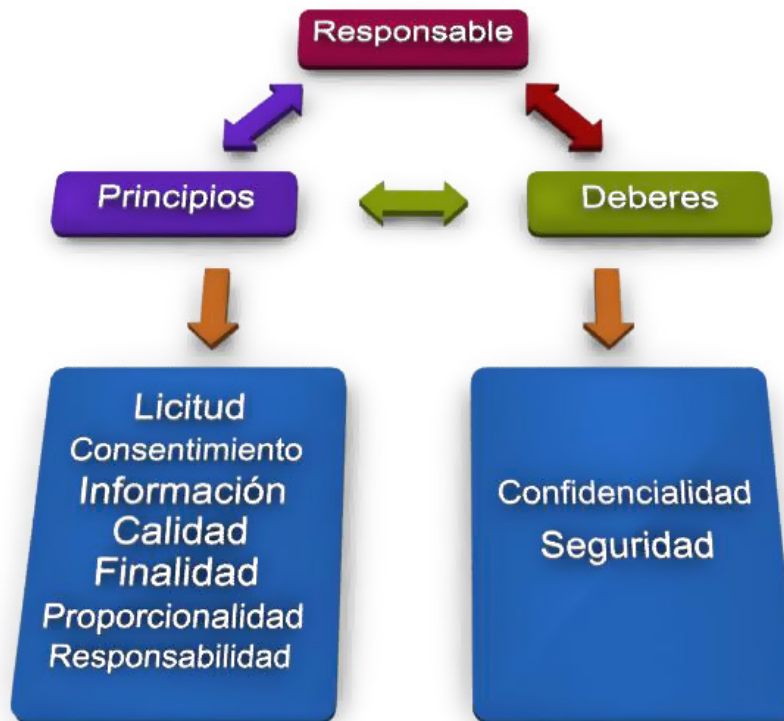 Responsable
Principios
Deberes
Licitud
Consentimiento
Información
Calidad
Finalidad
Proporcionalidad
Responsabilidad
Confidencialidad
Seguridad